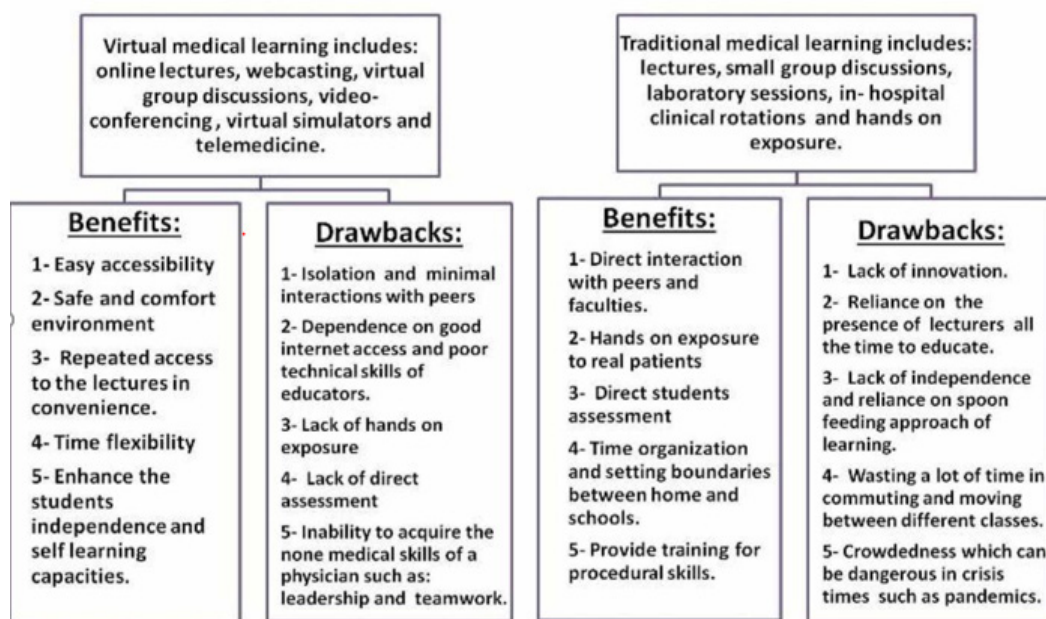 Virtual medical learning includes:
online lectures, webcasting, virtual
group discussions, video-
conferencing , virtual simulators and
telemedicine.
Traditional medical learning includes:
lectures, small group discussions,
laboratory sessions, in- hospital
clinical rotations and hands on
exposure.
Benefits:
1- Easy accessibility
2- Safe and comfort
environment
3- Repeated access
to the lectures in
convenience.
4- Time flexibility
5- Enhance the
students
independence and
self learning
capacities.
Drawbacks:
1- Isolation and minimal
interactions with peers
2- Dependence on good
internet access and poor
technical skills of
educators.
3- Lack of hands on
exposure
4- Lack of direct
assessment
5- Inability to acquire the
none medical skills of a
physician such as:
leadership and teamwork.
Benefits:
1- Direct interaction
with peers and
faculties.
2- Hands on exposure
to real patients
3- Direct students
assessment
4- Time organization
and setting boundaries
between home and
schools.
5- Provide training for
procedural skills.
Drawbacks:
1- Lack of innovation.
2- Reliance on the
presence of lecturers all
the time to educate.
3- Lack of independence
and reliance on spoon
feeding approach of
learning.
4- Wasting a lot of time in
commuting and moving
between different classes.
5- Crowdedness which can
be dangerous in crisis
times such as pandemics.